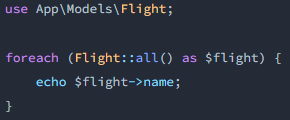 use App\Models\Flight;
foreach (Flight::all() as $flight) {
    echo $flight->name;
}